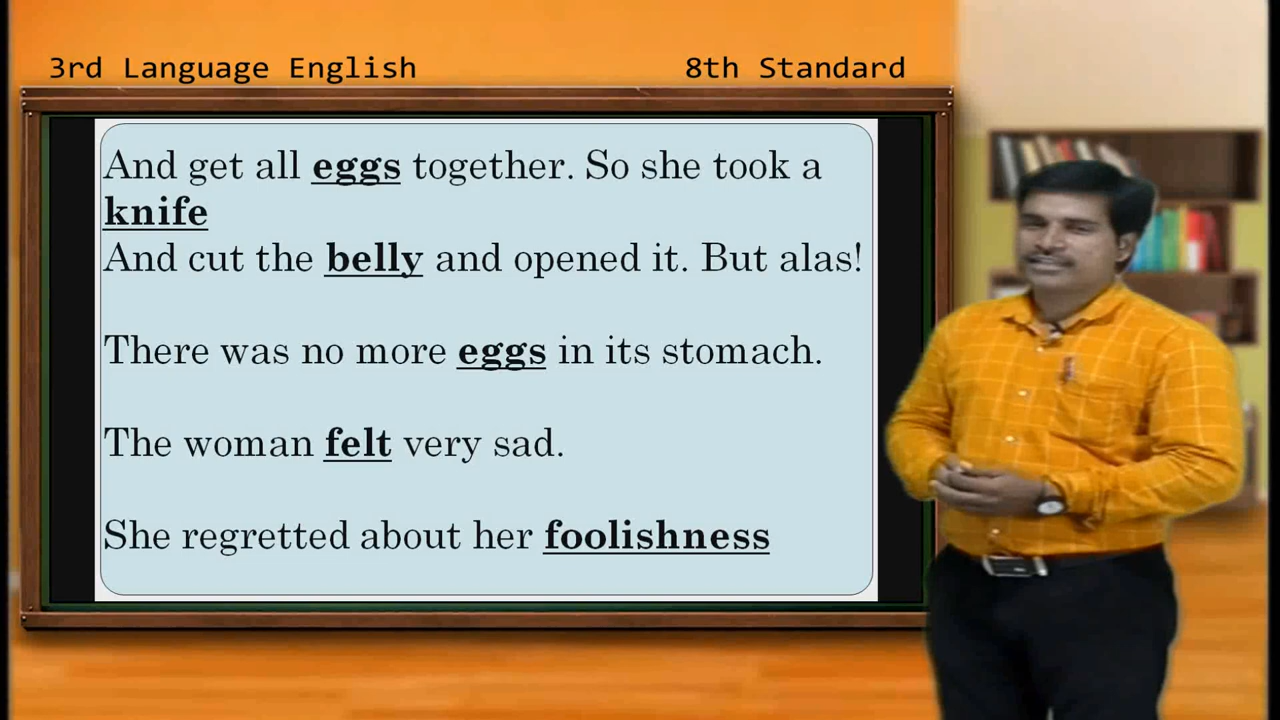 3rd Language English 8th Standard
And get all eggs together. So she took a
knife
And cut the belly and opened it. But alas!
There was no more eggs in its stomach.
The woman felt very sad.
She regretted about her foolishness